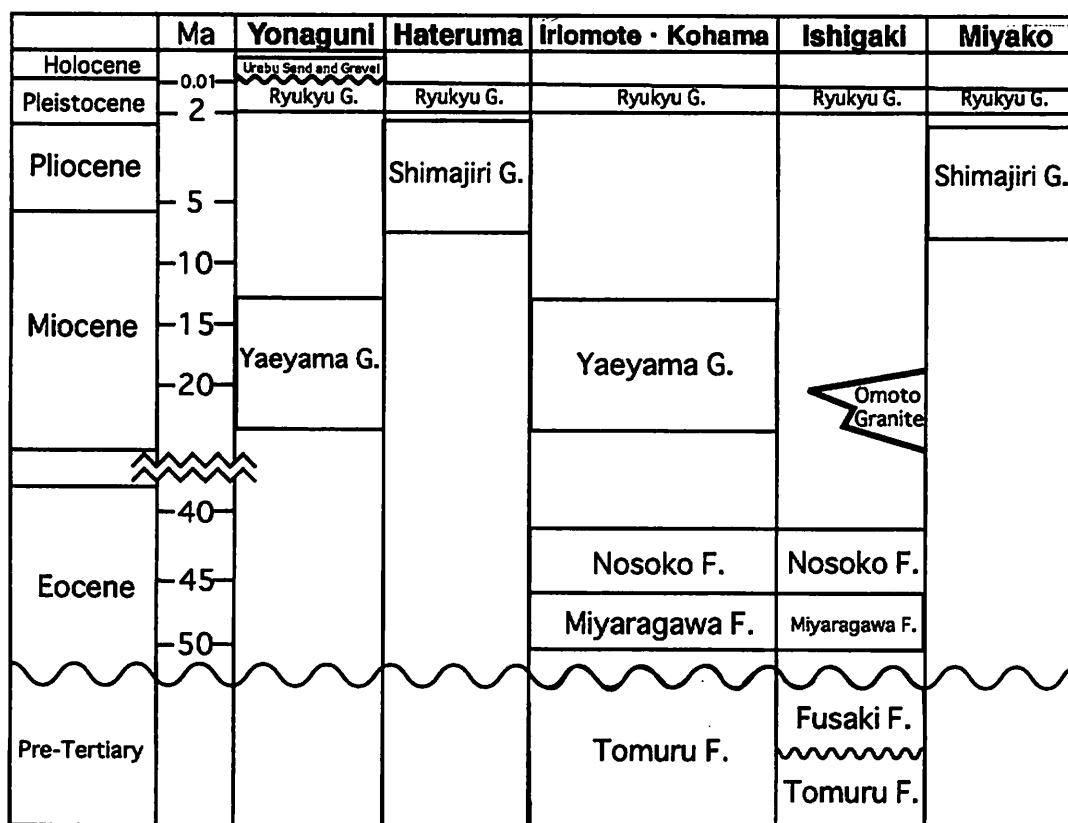 Ma Yonaguni Hateruma Iriomote · Kohama Ishigaki Miyako
Holocene Urabu Sand and Gravel
0.01
Pleistocene Ryukyu G. Ryukyu G. Ryukyu G. Ryukyu G. Ryukyu G.
2
Pliocene Shimajiri G. Shimajiri G.
5
10
Miocene 15
Yaeyama G. Yaeyama G.
20 Omoto
Granite
40
Nosoko F. Nosoko F.
Eocene 45
Miyaragawa F. Miyaragawa F.
50
Fusaki F.
Pre-Tertiary Tomuru F.
Tomuru F.